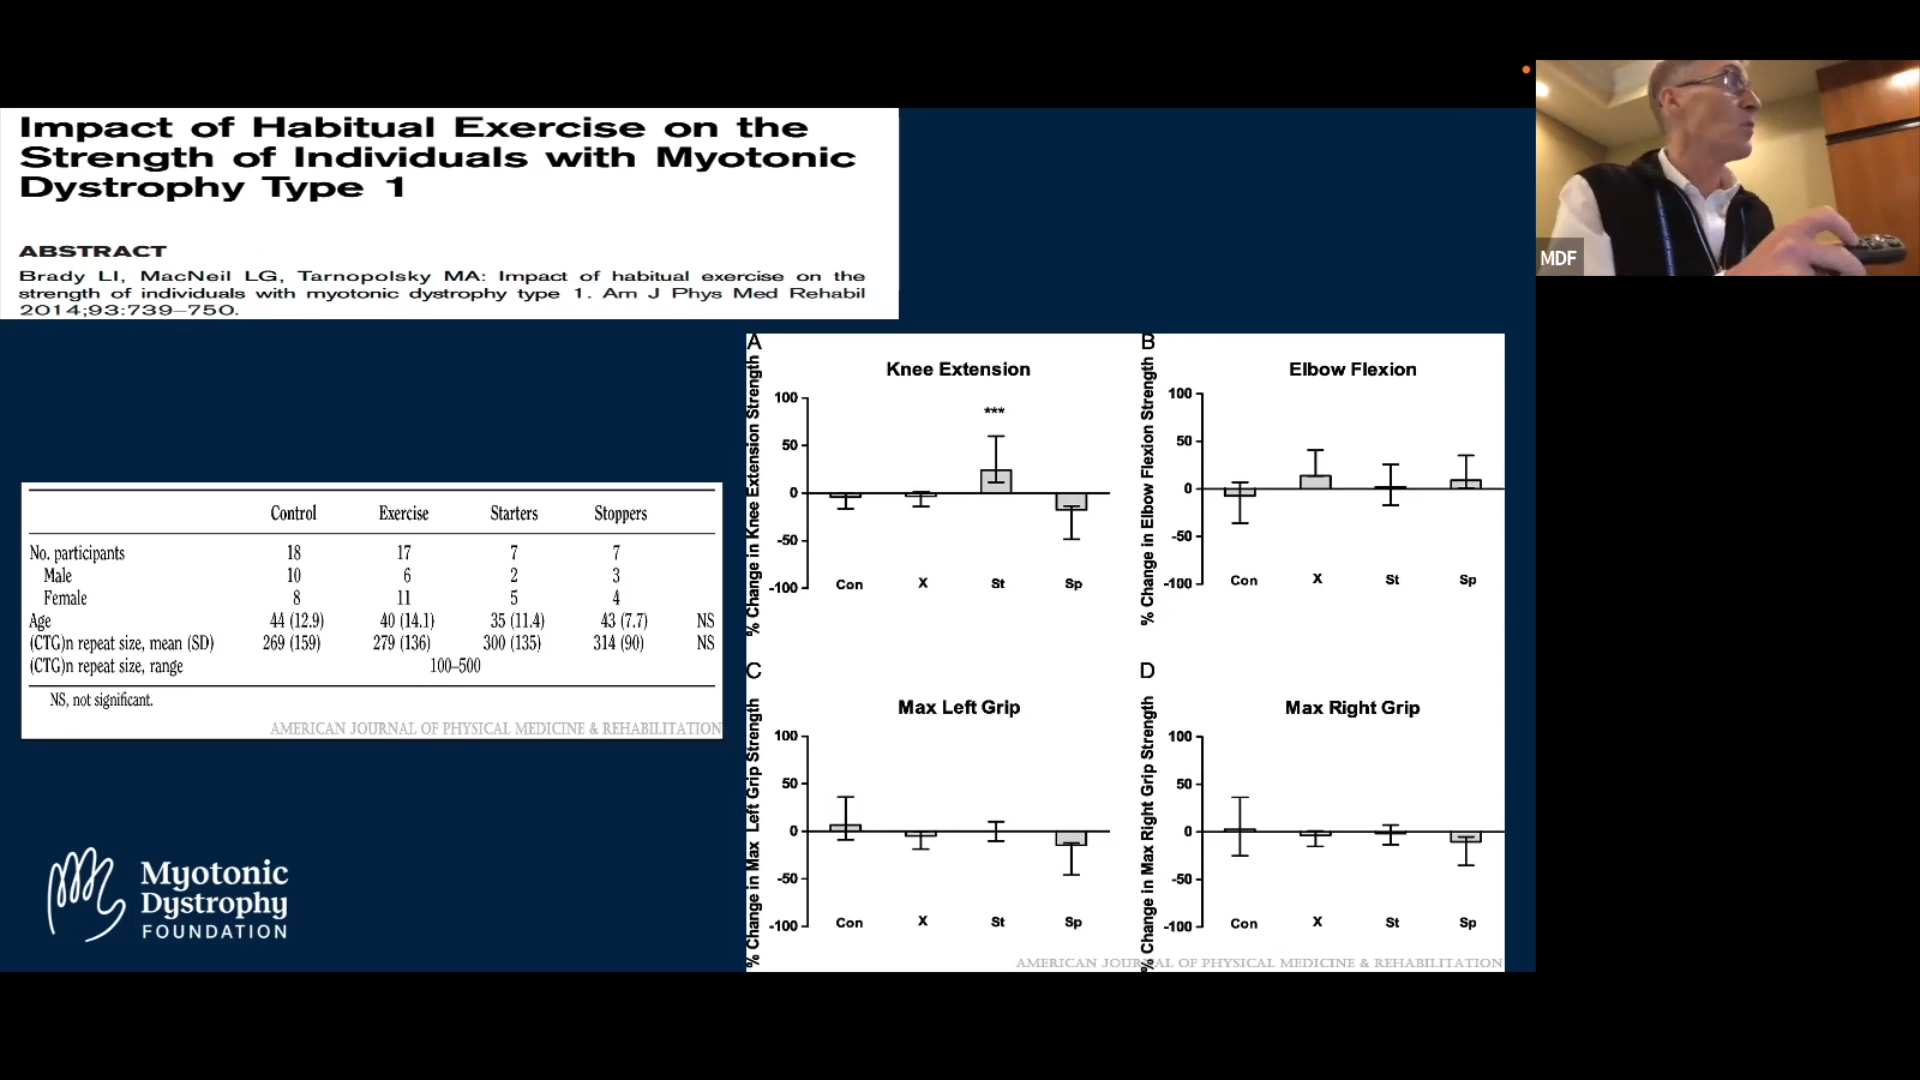 Impact of Habitual Exercise on the
Strength of Individuals with Myotonic
Dystrophy Type 1
ABSTRACT
Brady LI, MacNeil LG, Tarnopolsky MA: Impact of habitual exercise on the
strength of individuals with myotonic dystrophy type 1. Am J Phys Med Rehabil
2014;93:739–750.
MDF
Control Exercise Starters Stoppers
No. participants 18 17 7 7
Male 10 6 2 3
Female 8 11 5 4
Age 44 (12.9) 40 (14.1) 35 (11.4) 43 (7.7) NS
(CTG)n repeat size, mean (SD) 269 (159) 279 (136) 300 (135) 314 (90) NS
(CTG)n repeat size, range 100–500
NS, not significant.
AMERICAN JOURNAL OF PHYSICAL MEDICINE & REHABILITATION
Myotonic
Dystrophy
FOUNDATION
A
Knee Extension
% Change in Knee Extension Strength
100
50
0
-50
-100
***
Con X St Sp
B
Elbow Flexion
% Change in Elbow Flexion Strength
100
50
0
-50
-100
Con X St Sp
C
Max Left Grip
% Change in Max Left Grip Strength
100
50
0
-50
-100
Con X St Sp
D
Max Right Grip
% Change in Max Right Grip Strength
100
50
0
-50
-100
Con X St Sp
AMERICAN JOURNAL OF PHYSICAL MEDICINE & REHABILITATION